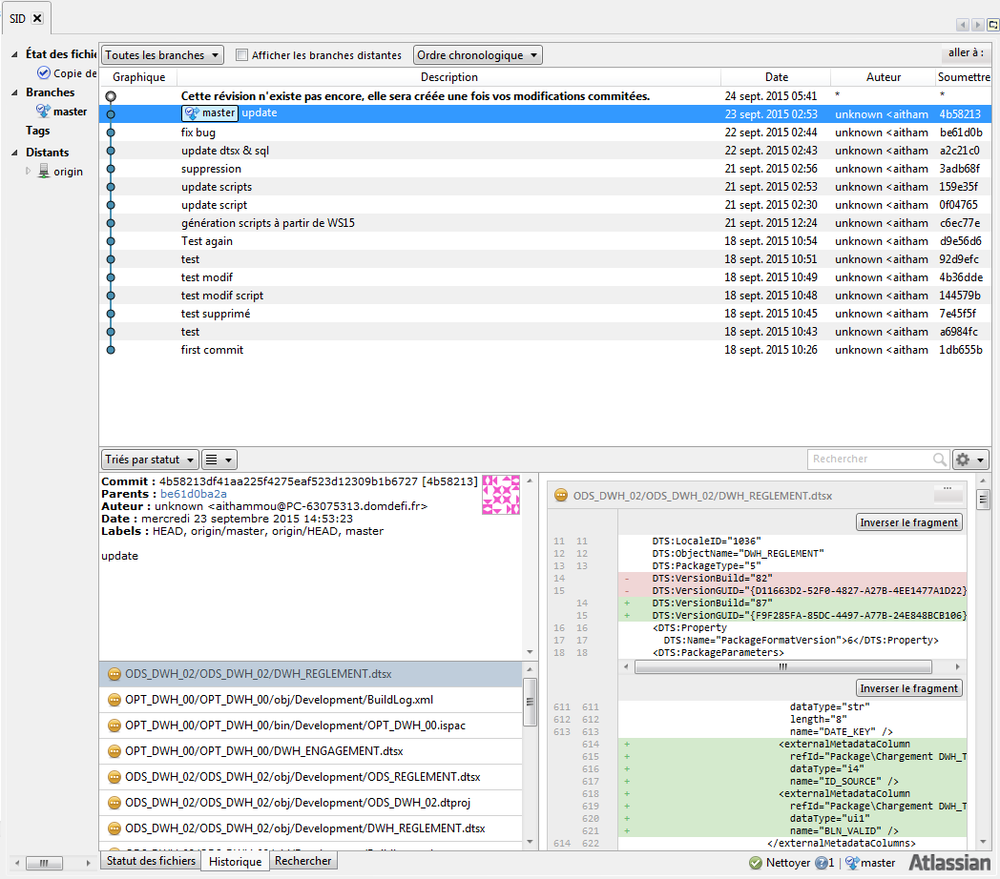 SID
État des fichi
Copie de
Branches
master
Tags
Distants
origin
Toutes les branches Afficher les branches distantes Ordre chronologique aller à :
Graphique Description Date Auteur Soumettre
Cette révision n'existe pas encore, elle sera créée une fois vos modifications commitées. 24 sept. 2015 05:41 * *
master update 23 sept. 2015 02:53 unknown <aitham 4b58213
fix bug 22 sept. 2015 02:44 unknown <aitham be61d0b
update dtsx & sql 22 sept. 2015 02:43 unknown <aitham a2c21c0
suppression 21 sept. 2015 02:56 unknown <aitham 3adb68f
update scripts 21 sept. 2015 02:53 unknown <aitham 159e35f
update script 21 sept. 2015 02:30 unknown <aitham 0f04765
génération scripts à partir de WS15 21 sept. 2015 12:24 unknown <aitham c6ec77e
Test again 18 sept. 2015 10:54 unknown <aitham d9e56d6
test 18 sept. 2015 10:51 unknown <aitham 92d9efc
test modif 18 sept. 2015 10:49 unknown <aitham 4b36dde
test modif script 18 sept. 2015 10:48 unknown <aitham 144579b
test supprimé 18 sept. 2015 10:45 unknown <aitham 7e45f5f
test 18 sept. 2015 10:43 unknown <aitham a6984fc
first commit 18 sept. 2015 10:26 unknown <aitham 1db655b
Triés par statut Rechercher
Commit : 4b58213df41aa225f4275eaf523d12309b1b6727 [4b58213]
Parents : be61d0ba2a
Auteur : unknown <aithammou@PC-63075313.domdefi.fr>
Date : mercredi 23 septembre 2015 14:53:23
Labels : HEAD, origin/master, origin/HEAD, master
update
ODS_DWH_02/ODS_DWH_02/DWH_REGLEMENT.dtsx
OPT_DWH_00/OPT_DWH_00/obj/Development/BuildLog.xml
OPT_DWH_00/OPT_DWH_00/bin/Development/OPT_DWH_00.ispac
OPT_DWH_00/OPT_DWH_00/DWH_ENGAGEMENT.dtsx
ODS_DWH_02/ODS_DWH_02/obj/Development/ODS_REGLEMENT.dtsx
ODS_DWH_02/ODS_DWH_02/obj/Development/ODS_DWH_02.dtproj
ODS_DWH_02/ODS_DWH_02/obj/Development/DWH_REGLEMENT.dtsx
ODS_DWH_02/ODS_DWH_02/DWH_REGLEMENT.dtsx
Inverser le fragment
11 11 DTS:LocaleID="1036"
12 12 DTS:ObjectName="DWH_REGLEMENT"
13 13 DTS:PackageType="5"
14 - DTS:VersionBuild="82"
15 - DTS:VersionGUID="{D11663D2-52F0-4827-A27B-4EE1477A1D22}
14 + DTS:VersionBuild="87"
15 + DTS:VersionGUID="{F9F285FA-85DC-4497-A77B-24E848BCB106}
16 16 <DTS:Property
17 17 DTS:Name="PackageFormatVersion">6</DTS:Property>
18 18 <DTS:PackageParameters>
Inverser le fragment
611 611 dataType="str"
612 612 length="8"
613 613 name="DATE_KEY" />
614 + <externalMetadataColumn
615 + refId="Package\Chargement DWH_T
616 + dataType="i4"
617 + name="ID_SOURCE" />
618 + <externalMetadataColumn
619 + refId="Package\Chargement DWH_T
620 + dataType="ui1"
621 + name="BLN_VALID" />
614 622 </externalMetadataColumns>
Statut des fichiers Historique Rechercher
Nettoyer 1 master Atlassian